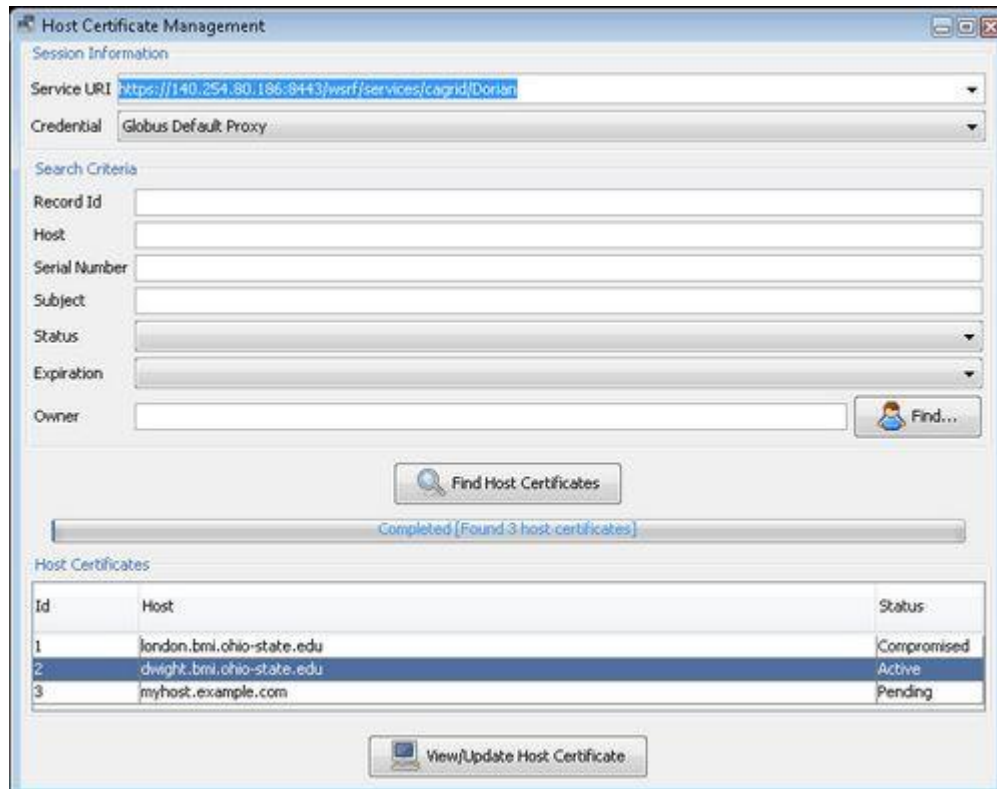 Host Certificate Management
Session Information
Service URI https://140.254.80.186:8443/wsrf/services/cagrid/Dorian
Credential Globus Default Proxy
Search Criteria
Record Id
Host
Serial Number
Subject
Status
Expiration
Owner Find...
Find Host Certificates
Completed [Found 3 host certificates]
Host Certificates
Id Host Status
1 london.bmi.ohio-state.edu Compromised
2 dwight.bmi.ohio-state.edu Active
3 myhost.example.com Pending
View/Update Host Certificate